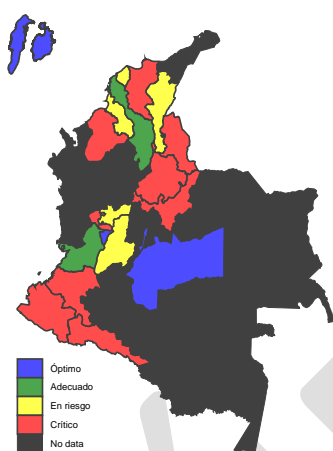 Óptimo
Adecuado
En riesgo
Crítico
No data